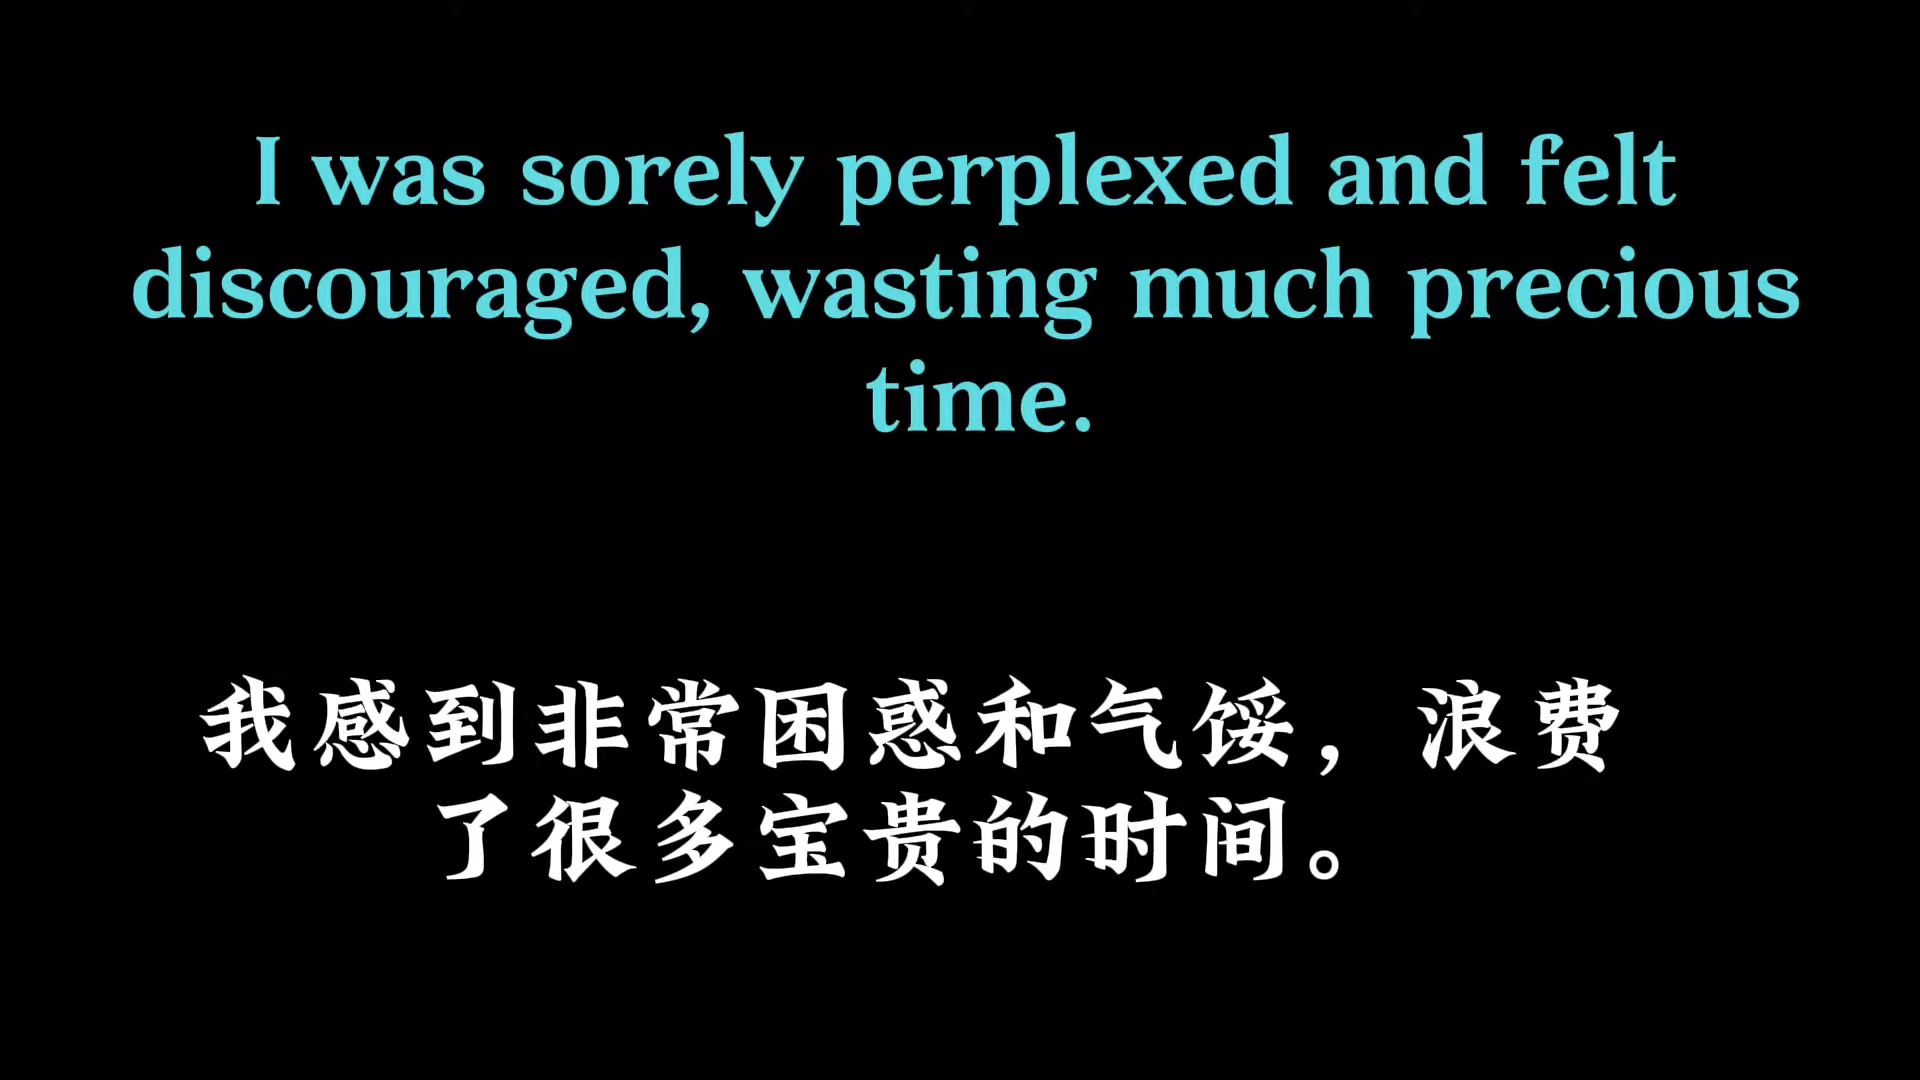 I was sorely perplexed and felt
discouraged, wasting much precious
time.
我感到非常困惑和气馁，浪费
了很多宝贵的时间。